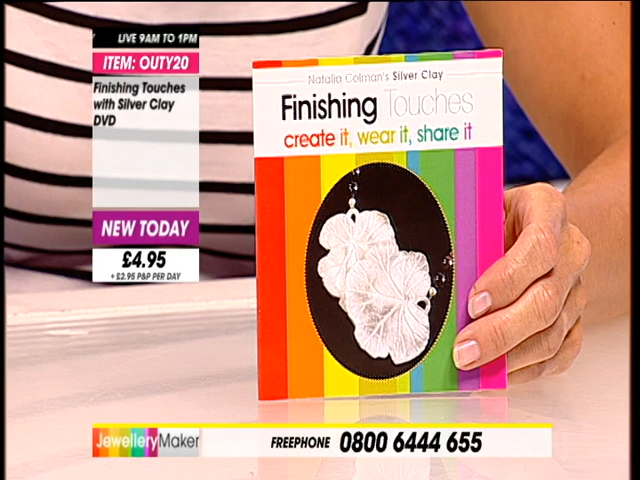 LIVE 9AM TO 1PM
ITEM: OUTY20
Finishing Touches
with Silver Clay
DVD
NEW TODAY
£4.95
+£2.95 P&P PER DAY
Natalia Colman's Silver Clay
Finishing Touches
create it, wear it, share it
JewelleryMaker
FREEPHONE 0800 6444 655